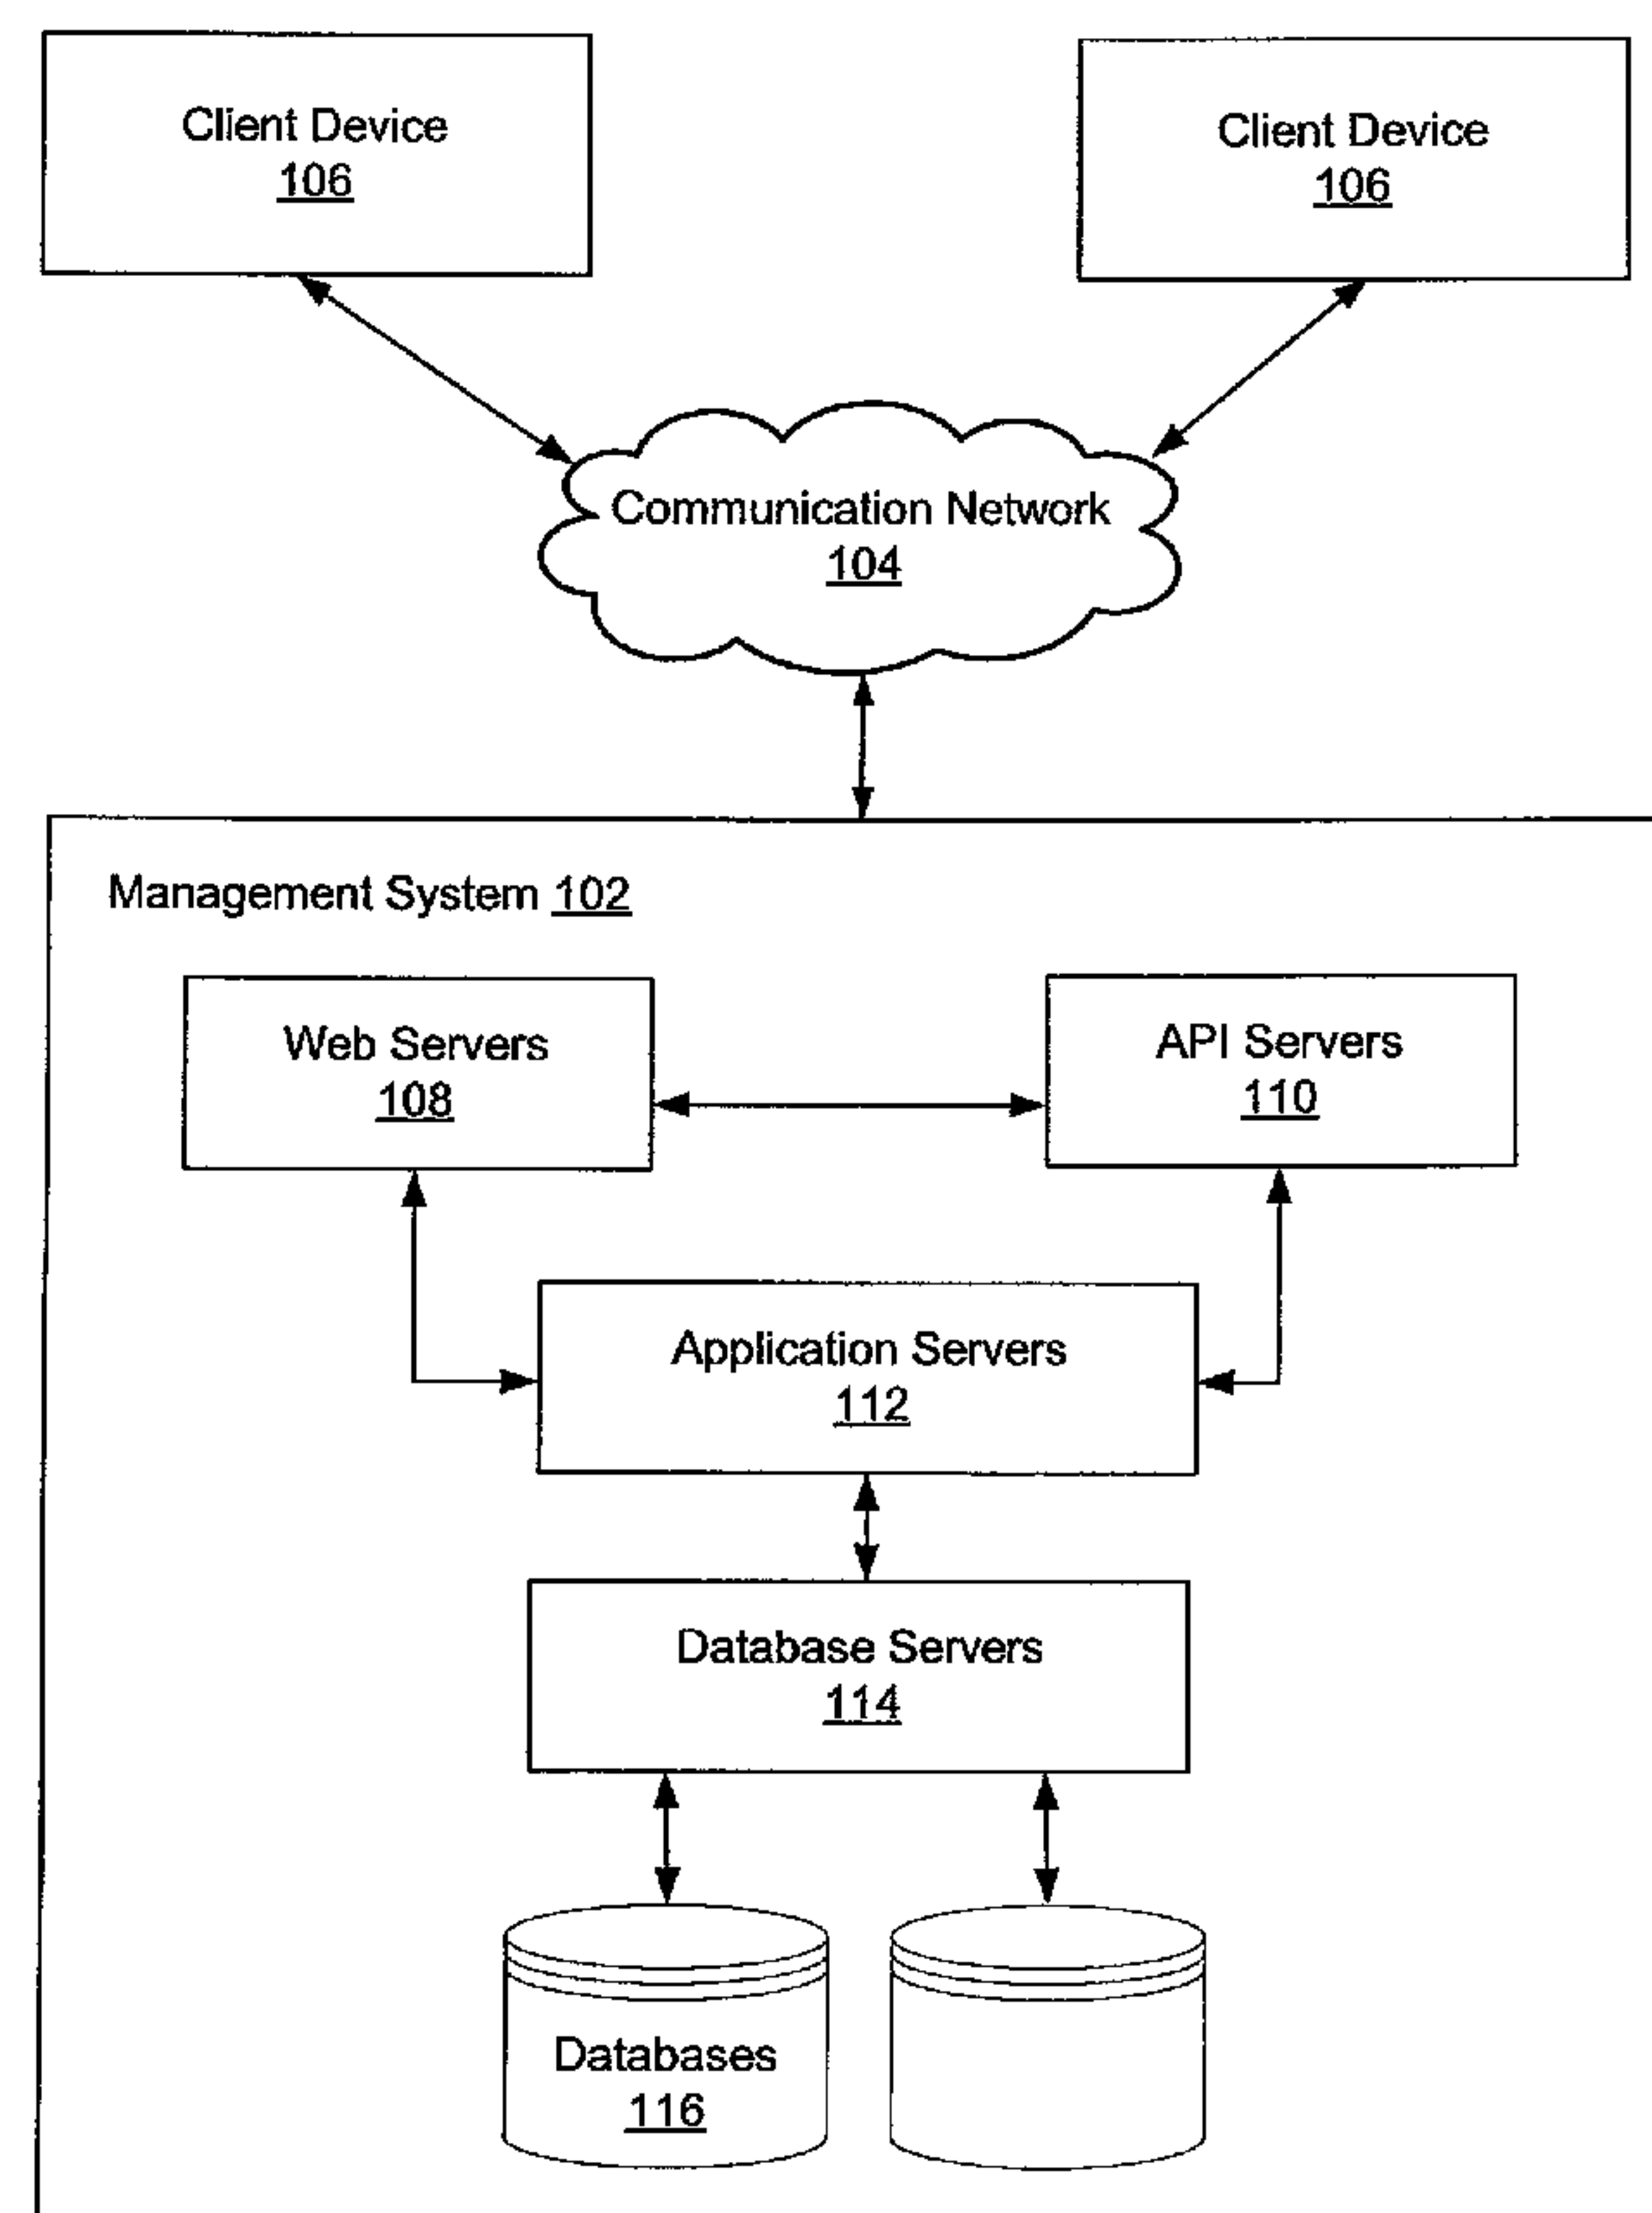 Client Device
106
Client Device
106
Communication Network
104
Management System 102
Web Servers
108
API Servers
110
Application Servers
112
Database Servers
114
Databases
116